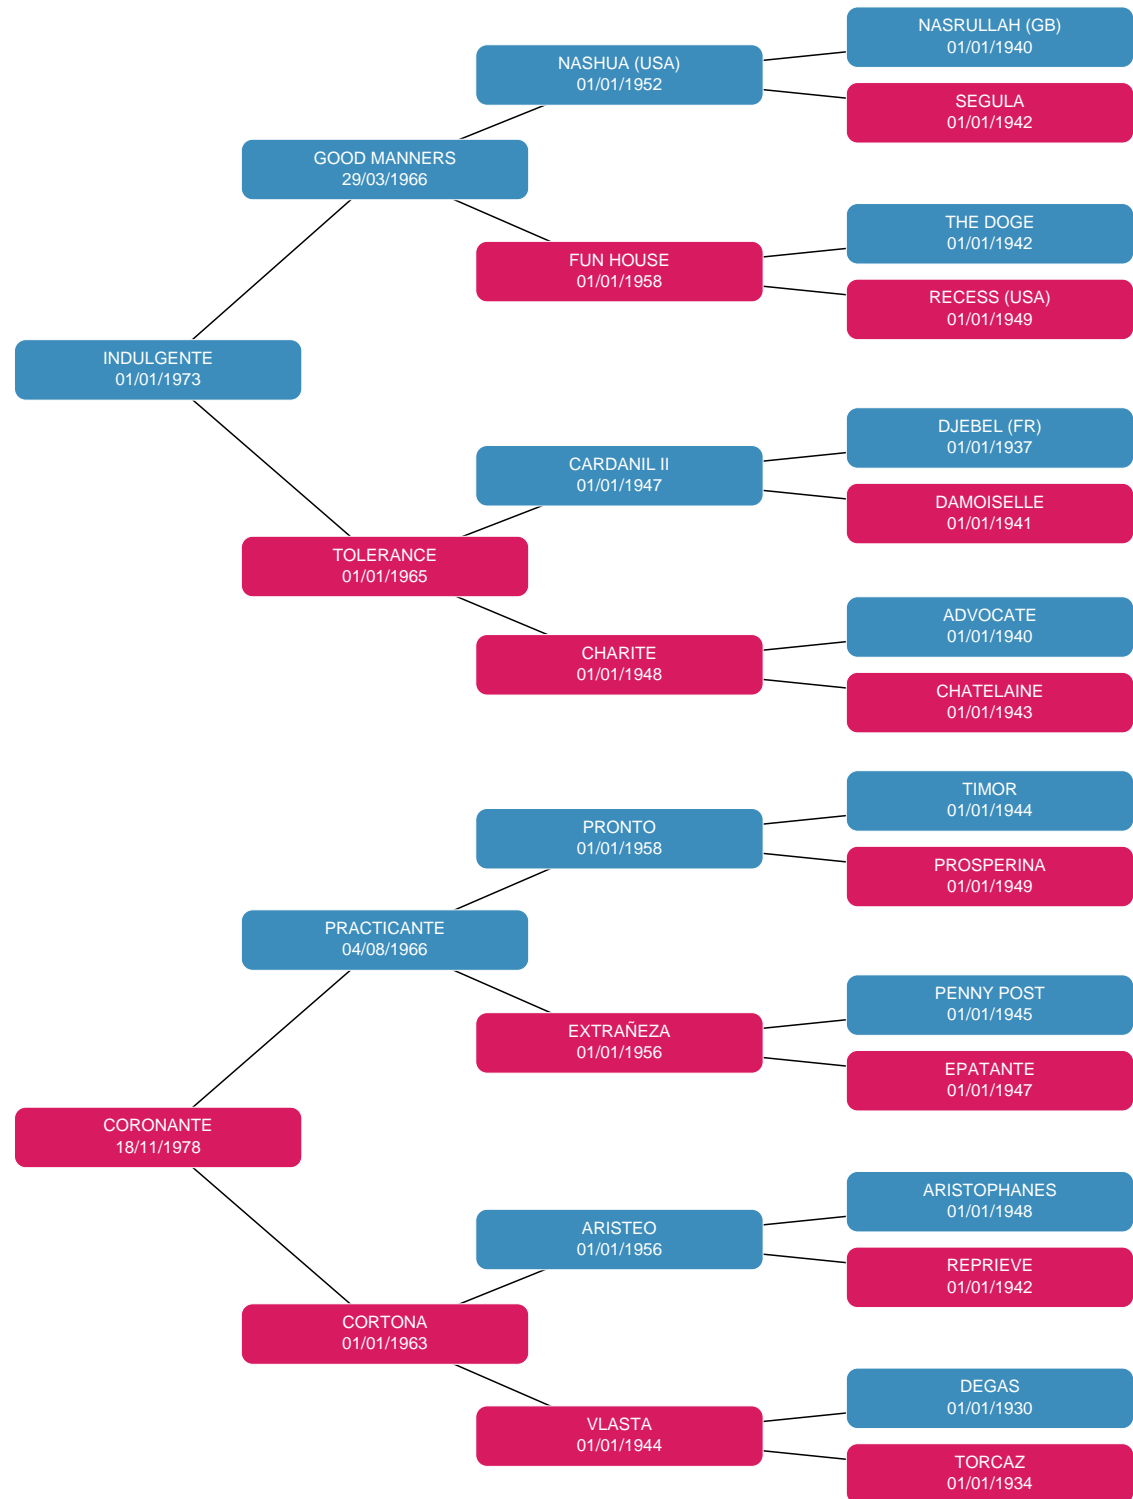 NASRULLAH (GB)
01/01/1940
NASHUA (USA)
01/01/1952
SEGULA
01/01/1942
GOOD MANNERS
29/03/1966
THE DOGE
01/01/1942
FUN HOUSE
01/01/1958
RECESS (USA)
01/01/1949
INDULGENTE
01/01/1973
DJEBEL (FR)
01/01/1937
CARDANIL II
01/01/1947
DAMOISELLE
01/01/1941
TOLERANCE
01/01/1965
ADVOCATE
01/01/1940
CHARITE
01/01/1948
CHATELAINE
01/01/1943
TIMOR
01/01/1944
PRONTO
01/01/1958
PROSPERINA
01/01/1949
PRACTICANTE
04/08/1966
PENNY POST
01/01/1945
EXTRAÑEZA
01/01/1956
EPATANTE
01/01/1947
CORONANTE
18/11/1978
ARISTOPHANES
01/01/1948
ARISTEO
01/01/1956
REPRIEVE
01/01/1942
CORTONA
01/01/1963
DEGAS
01/01/1930
VLASTA
01/01/1944
TORCAZ
01/01/1934